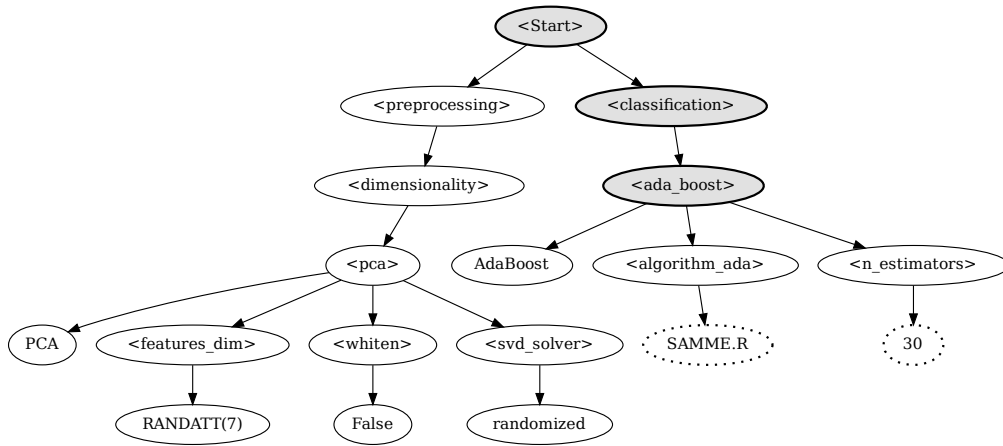 <Start>
<preprocessing>
<classification>
<dimensionality>
<ada_boost>
<pca>
AdaBoost
<algorithm_ada>
<n_estimators>
PCA
<features_dim>
<whiten>
<svd_solver>
SAMME.R
30
RANDATT(7)
False
randomized